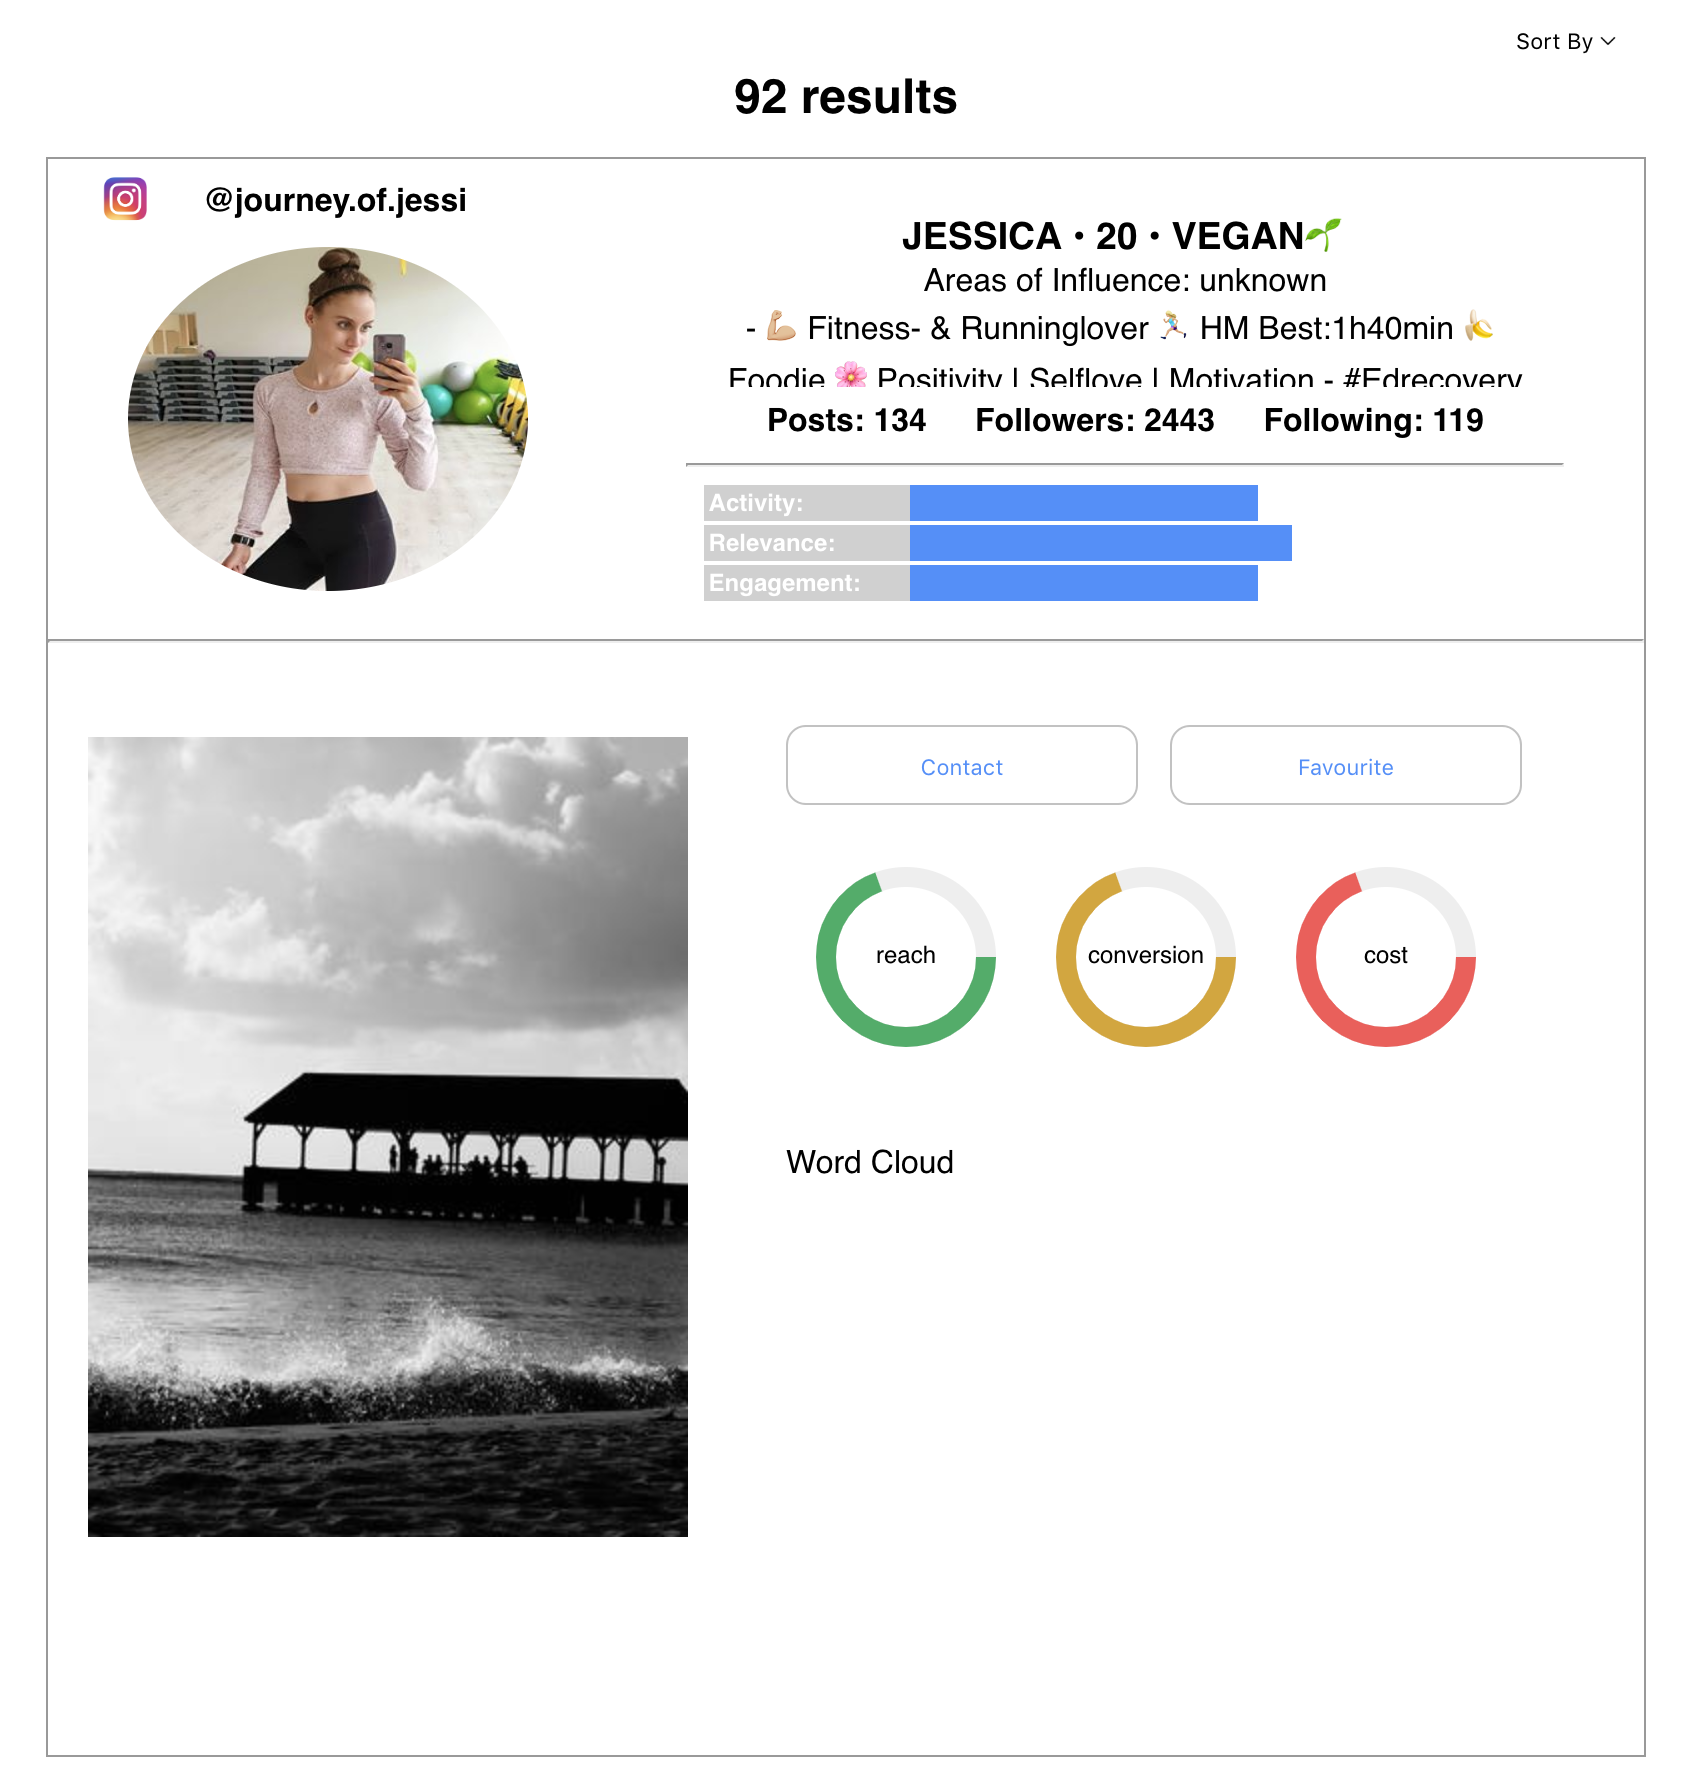 Sort By
92 results
@journey.of.jessi
JESSICA • 20 • VEGAN🌱
Areas of Influence: unknown
- 💪🏼 Fitness- & Runninglover 🏃🏼‍♀️ HM Best:1h40min 🍌
Foodie 🌸 Positivity | Selflove | Motivation - #Edrecovery
Posts: 134 Followers: 2443 Following: 119
Activity:
Relevance:
Engagement:
Contact Favourite
reach conversion cost
Word Cloud